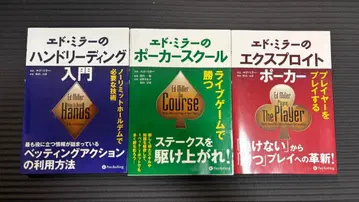 エド・ミラーの
ハンドリーディング
入門
ノーリミットホールデムで
必要な技術
Ed Miller
Hands
最も役に立つ情報が詰まっている
ベッティングアクション
の利用方法
PanRolling
エド・ミラーの
ポーカースクール
ライブゲームで
勝つ
Ed Miller
The
Course
ステークスを
駆け上がれ!
PanRolling
エド・ミラーの
エクスプロイト
ポーカー
プレイヤーを
プレイする
Ed Miller
The Player
「負けない」から
「勝つ」プレイへの革新!
PanRolling